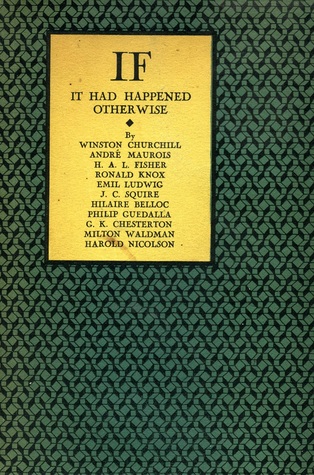 IF
IT HAD HAPPENED
OTHERWISE
By
WINSTON CHURCHILL
ANDRÉ MAUROIS
H. A. L. FISHER
RONALD KNOX
EMIL LUDWIG
J. C. SQUIRE
HILAIRE BELLOC
PHILIP GUEDALLA
G. K. CHESTERTON
MILTON WALDMAN
HAROLD NICOLSON